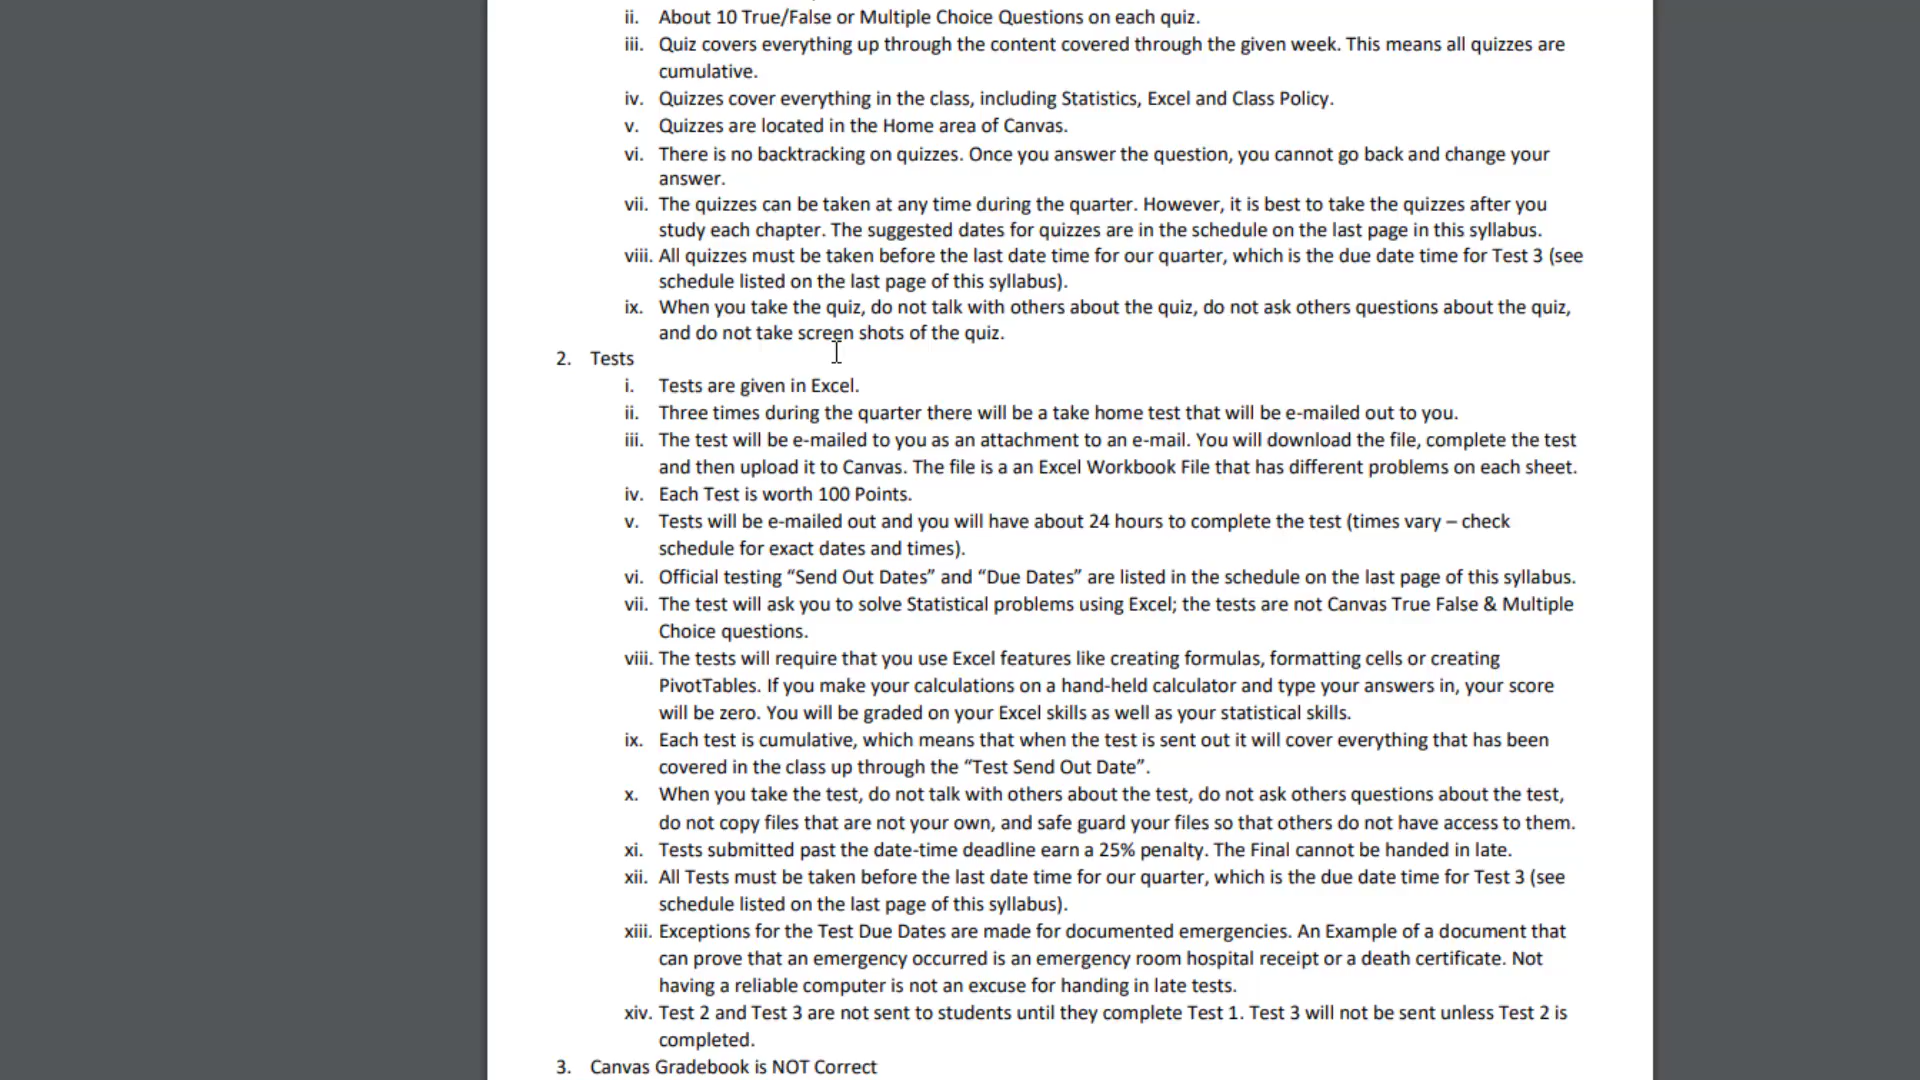 ii. About 10 True/False or Multiple Choice Questions on each quiz.
iii. Quiz covers everything up through the content covered through the given week. This means all quizzes are
cumulative.
iv. Quizzes cover everything in the class, including Statistics, Excel and Class Policy.
v. Quizzes are located in the Home area of Canvas.
vi. There is no backtracking on quizzes. Once you answer the question, you cannot go back and change your
answer.
vii. The quizzes can be taken at any time during the quarter. However, it is best to take the quizzes after you
study each chapter. The suggested dates for quizzes are in the schedule on the last page in this syllabus.
viii. All quizzes must be taken before the last date time for our quarter, which is the due date time for Test 3 (see
schedule listed on the last page of this syllabus).
ix. When you take the quiz, do not talk with others about the quiz, do not ask others questions about the quiz,
and do not take screen shots of the quiz.
2. Tests
i. Tests are given in Excel.
ii. Three times during the quarter there will be a take home test that will be e-mailed out to you.
iii. The test will be e-mailed to you as an attachment to an e-mail. You will download the file, complete the test
and then upload it to Canvas. The file is a an Excel Workbook File that has different problems on each sheet.
iv. Each Test is worth 100 Points.
v. Tests will be e-mailed out and you will have about 24 hours to complete the test (times vary – check
schedule for exact dates and times).
vi. Official testing “Send Out Dates” and “Due Dates” are listed in the schedule on the last page of this syllabus.
vii. The test will ask you to solve Statistical problems using Excel; the tests are not Canvas True False & Multiple
Choice questions.
viii. The tests will require that you use Excel features like creating formulas, formatting cells or creating
PivotTables. If you make your calculations on a hand-held calculator and type your answers in, your score
will be zero. You will be graded on your Excel skills as well as your statistical skills.
ix. Each test is cumulative, which means that when the test is sent out it will cover everything that has been
covered in the class up through the “Test Send Out Date”.
x. When you take the test, do not talk with others about the test, do not ask others questions about the test,
do not copy files that are not your own, and safe guard your files so that others do not have access to them.
xi. Tests submitted past the date-time deadline earn a 25% penalty. The Final cannot be handed in late.
xii. All Tests must be taken before the last date time for our quarter, which is the due date time for Test 3 (see
schedule listed on the last page of this syllabus).
xiii. Exceptions for the Test Due Dates are made for documented emergencies. An Example of a document that
can prove that an emergency occurred is an emergency room hospital receipt or a death certificate. Not
having a reliable computer is not an excuse for handing in late tests.
xiv. Test 2 and Test 3 are not sent to students until they complete Test 1. Test 3 will not be sent unless Test 2 is
completed.
3. Canvas Gradebook is NOT Correct